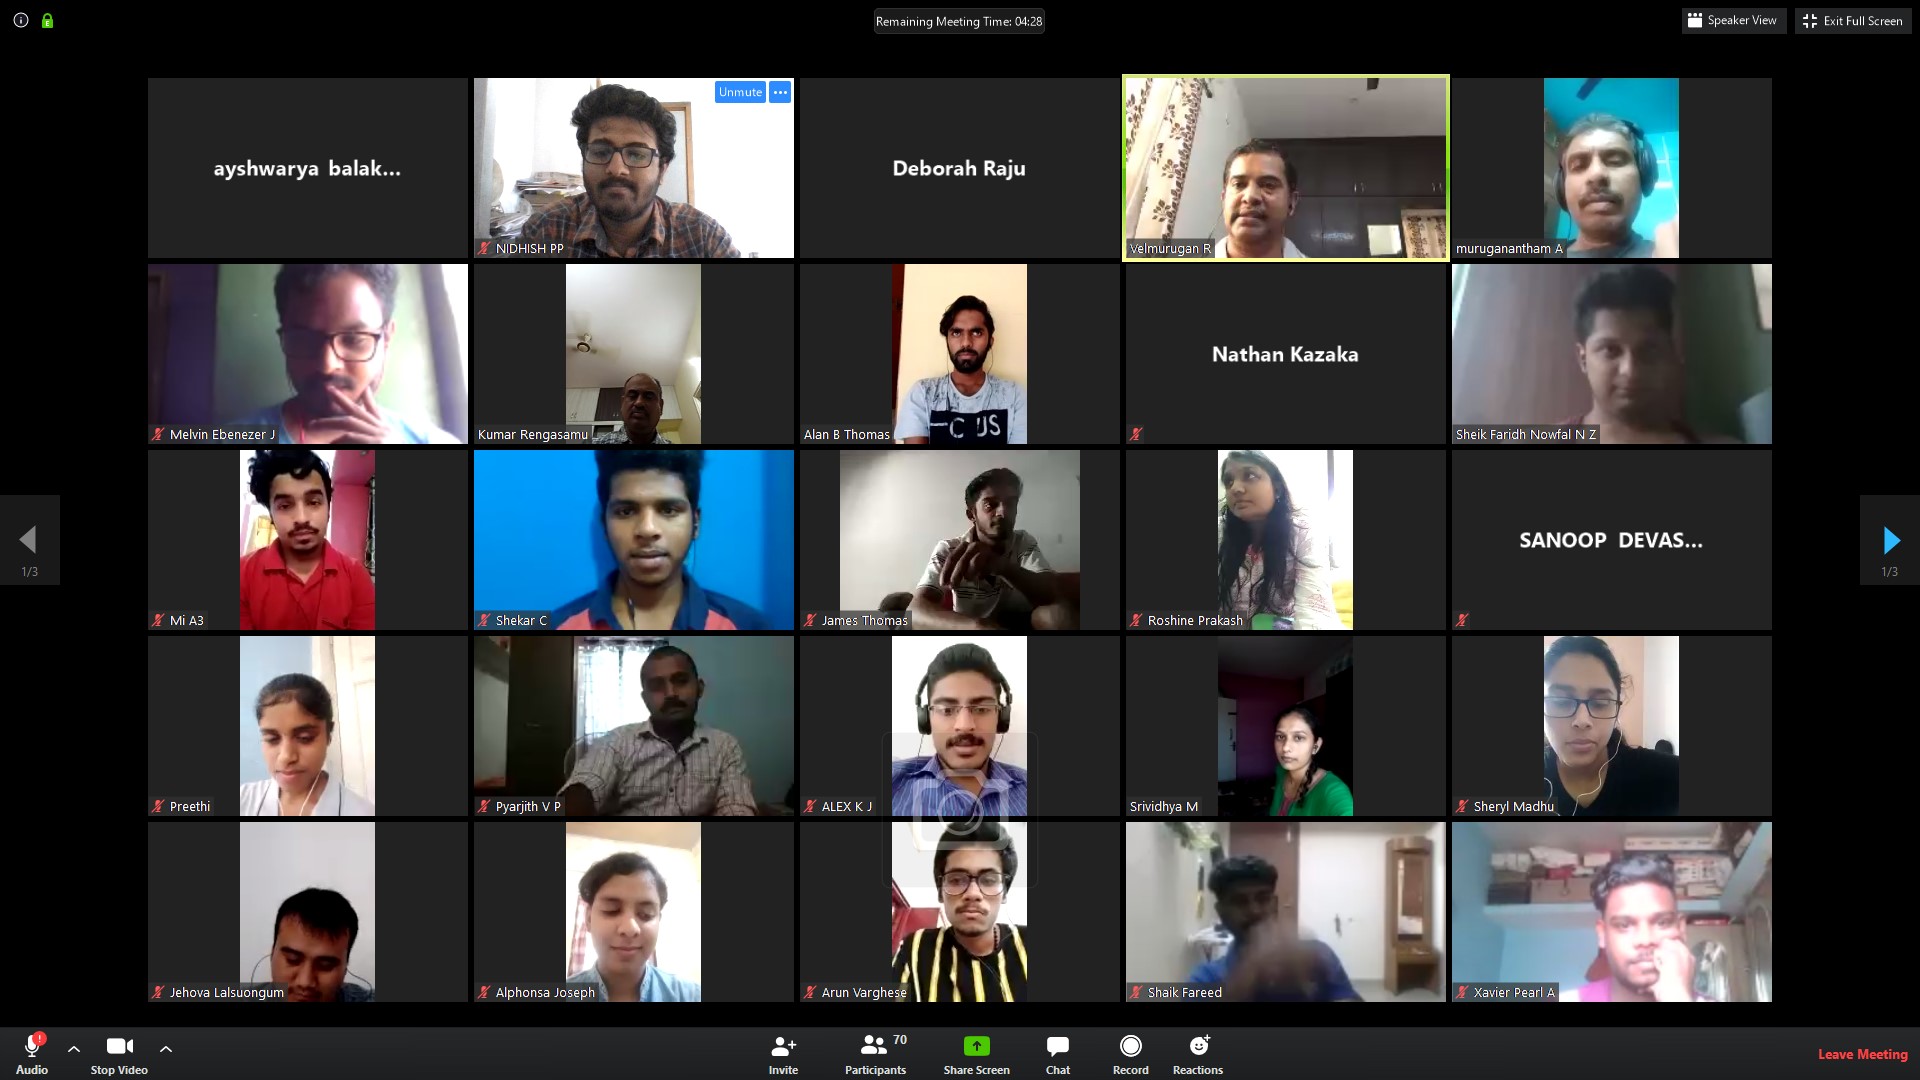 Remaining Meeting Time: 04:28
Speaker View
Exit Full Screen
ayshwarya balak...
Unmute
NIDHISH PP
Deborah Raju
Velmurugan R
muruganantham A
Melvin Ebenezer J
Kumar Rengasamu
Alan B Thomas
Nathan Kazaka
Sheik Faridh Nowfal N Z
Mi A3
Shekar C
James Thomas
Roshine Prakash
SANOOP DEVAS...
1/3
1/3
Preethi
Pyarjith V P
ALEX K J
Srividhya M
Sheryl Madhu
Jehova Lalsuongum
Alphonsa Joseph
Arun Varghese
Shaik Fareed
Xavier Pearl A
Audio
Stop Video
Invite
Participants
70
Share Screen
Chat
Record
Reactions
Leave Meeting